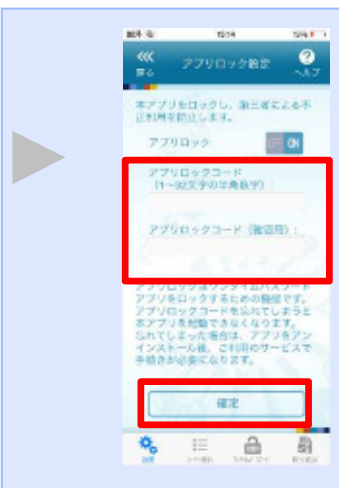 戻る
アプリロック設定
?
ヘルプ
本アプリをロックし、第三者による不
正利用を防止します。
アプリロック
OFF ON
アプリロックコード
(1～32文字の半角数字):
アプリロックコード(確認用):
アプリロックはワンタイムパスワード
アプリをロックするための機能です。
アプリロックコードを忘れてしまうと
本アプリを起動できなくなります。
忘れてしまった場合は、アプリをアン
インストール後、ご利用のサービスで
手続きが必要になります。
確定
設定